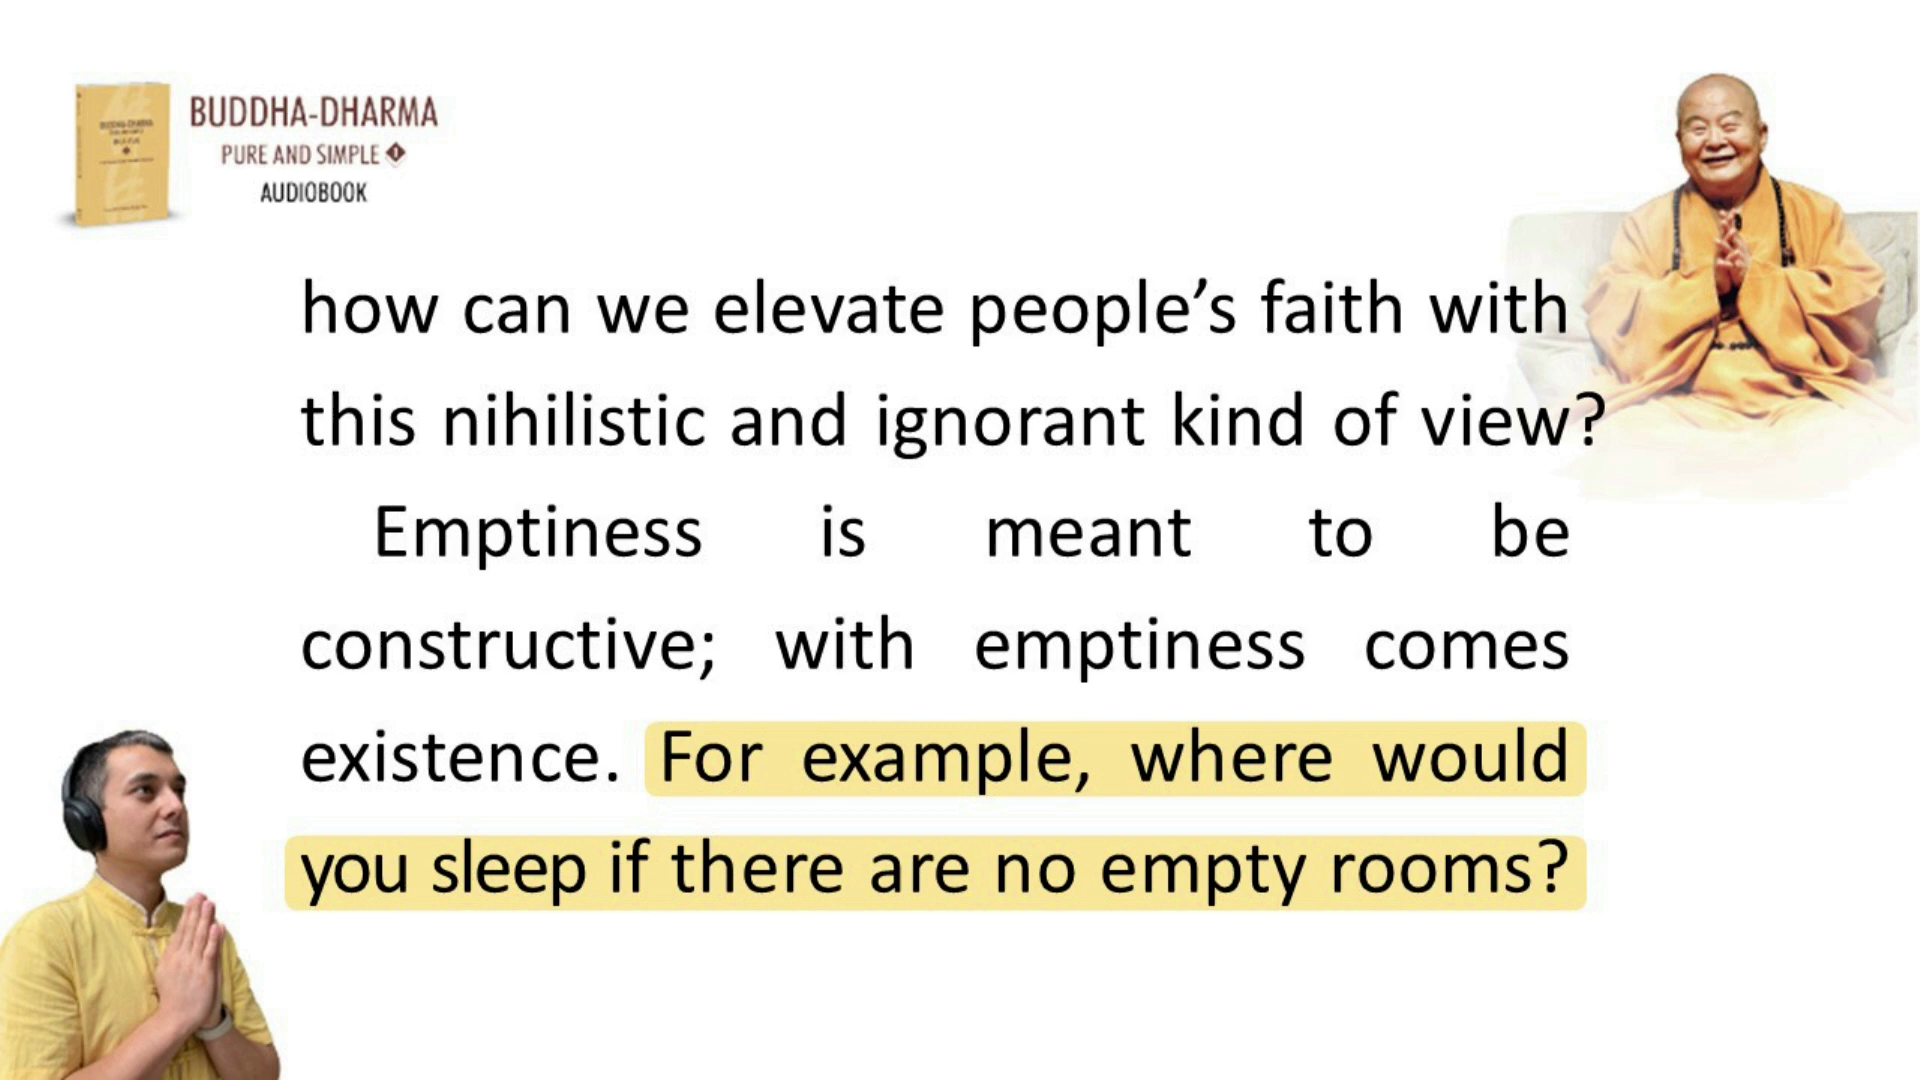 BUDDHA-DHARMA
PURE AND SIMPLE 1
AUDIOBOOK
how can we elevate people’s faith with
this nihilistic and ignorant kind of view?
Emptiness is meant to be
constructive; with emptiness comes
existence. For example, where would
you sleep if there are no empty rooms?